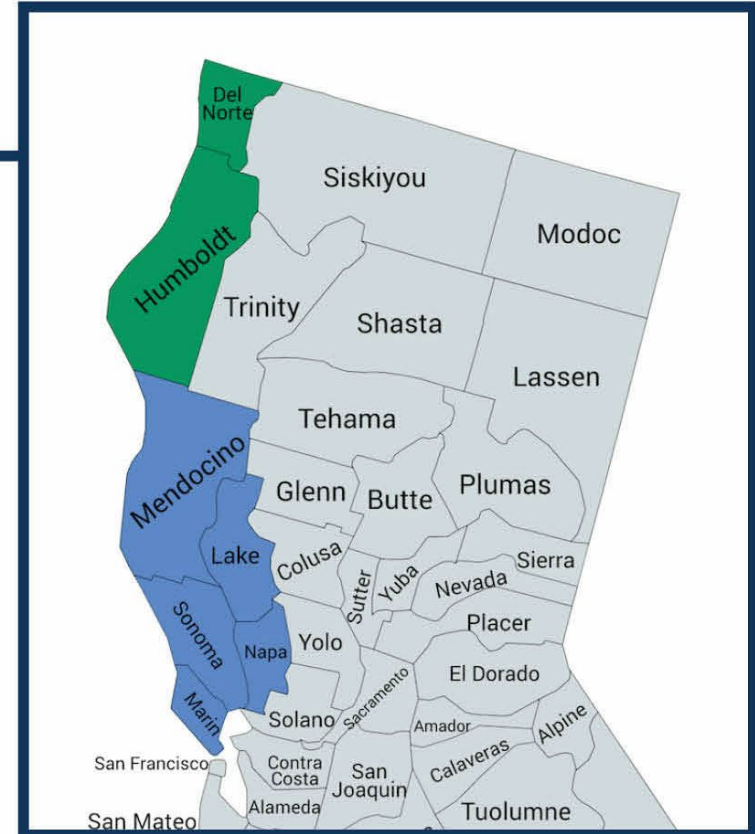 Del
Norte
Siskiyou
Modoc
Humboldt
Trinity
Shasta
Lassen
Tehama
Mendocino
Glenn
Butte
Plumas
Lake
Colusa
Sutter
Yuba
Nevada
Sierra
Sonoma
Napa
Yolo
Placer
El Dorado
Marin
Solano
Sacramento
Amador
Alpine
San Francisco
Contra
Costa
San
Joaquin
Calaveras
San Mateo
Alameda
Tuolumne